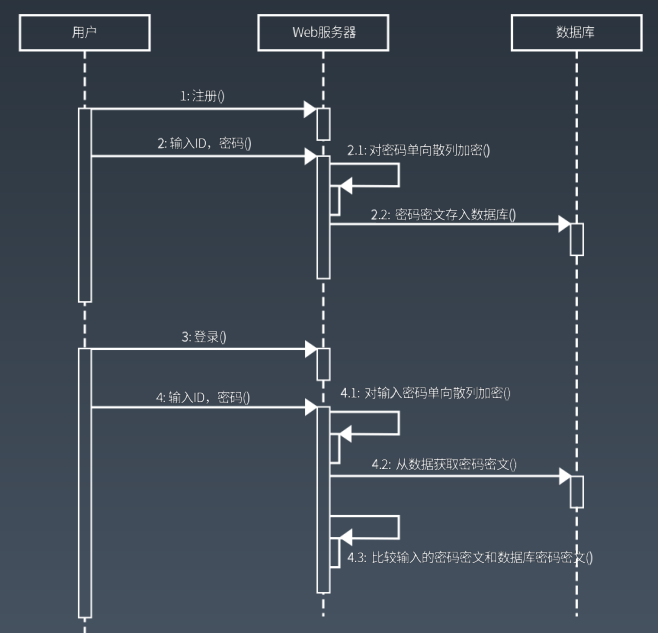 用户
Web服务器
数据库
1: 注册()
2: 输入ID，密码()
2.1: 对密码单向散列加密()
2.2: 密码密文存入数据库()
3: 登录()
4: 输入ID，密码()
4.1: 对输入密码单向散列加密()
4.2: 从数据获取密码密文()
4.3: 比较输入的密码密文和数据库密码密文()